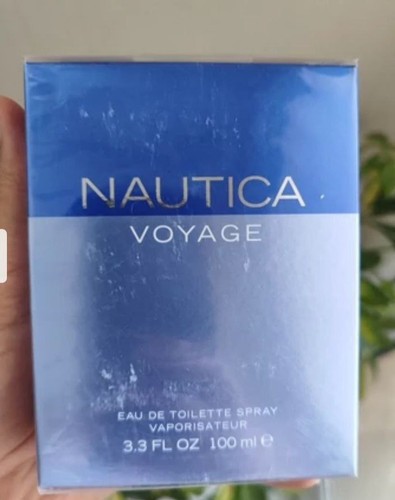 NAUTICA
VOYAGE
EAU DE TOILETTE SPRAY
VAPORISATEUR
3.3 FL OZ 100 ml ℮